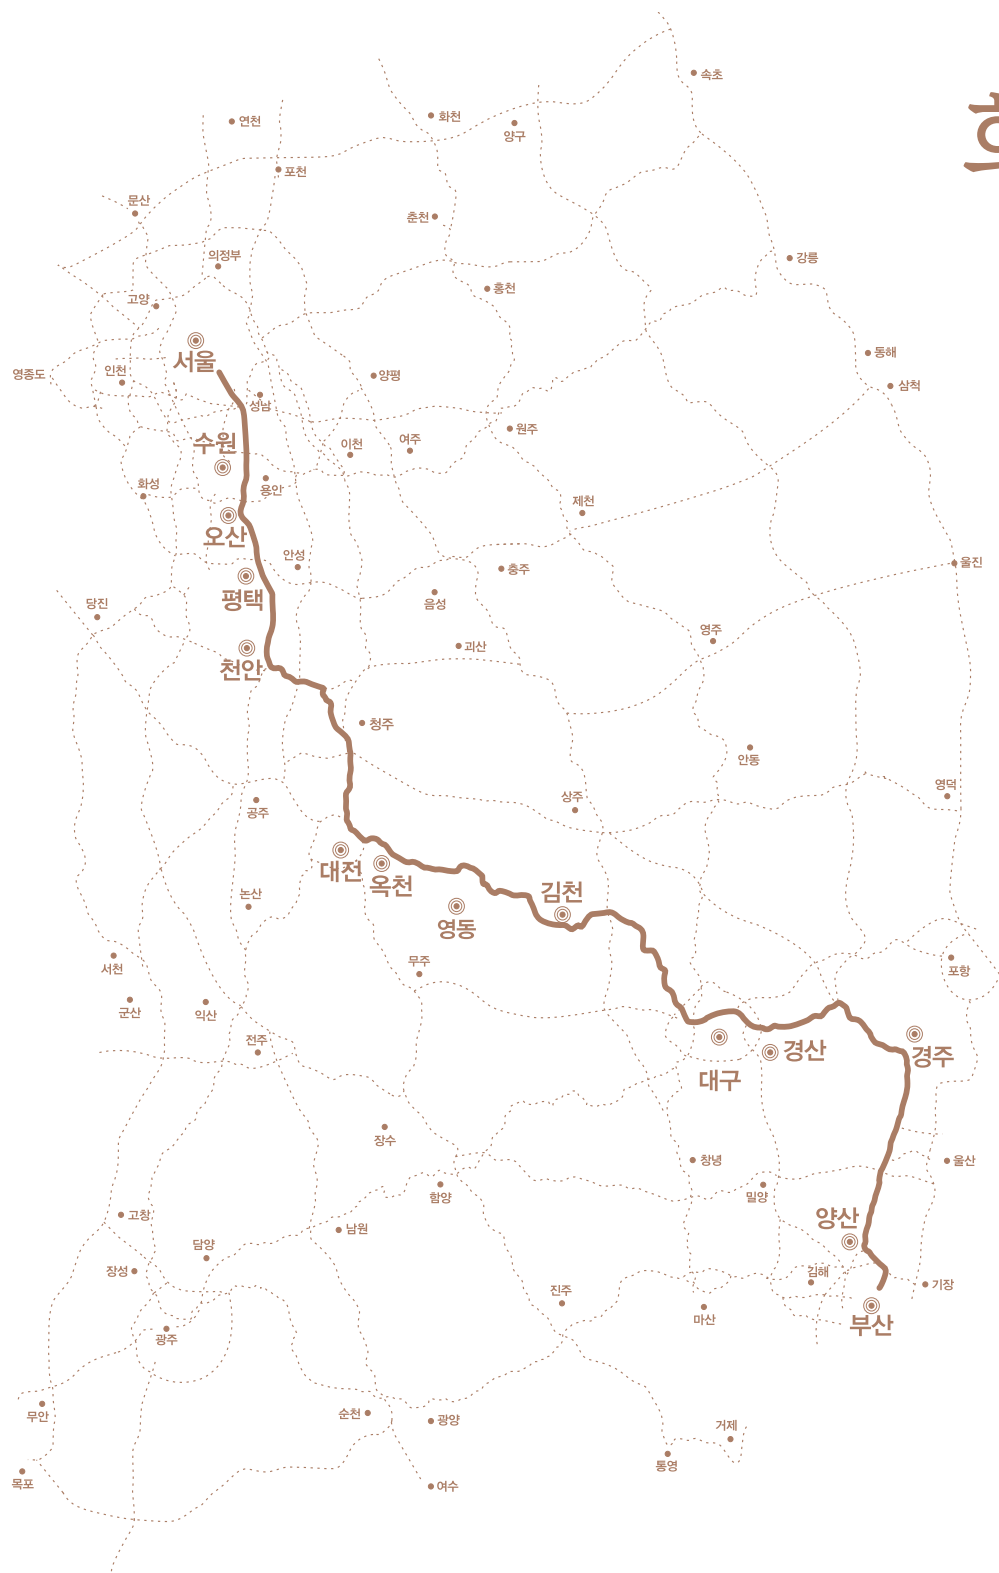 속초
연천
화천
양구
포천
문산
춘천
의정부
강릉
홍천
고양
동해
서울
영종도
인천
양평
삼척
성남
원주
수원
이천
여주
화성
용안
제천
오산
안성
울진
충주
평택
당진
음성
영주
괴산
천안
청주
안동
영덕
상주
공주
대전
옥천
논산
김천
영동
서천
무주
포항
군산
익산
전주
경산
경주
대구
장수
창녕
울산
함양
밀양
고창
양산
남원
담양
장성
김해
기장
진주
마산
부산
광주
순천
광양
거제
무안
통영
목포
여수